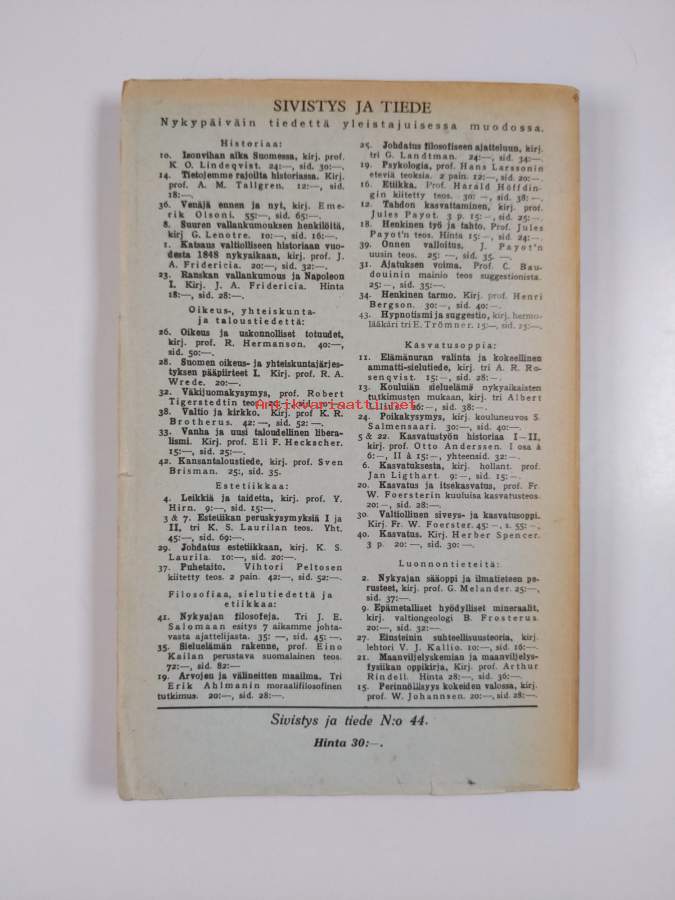 SIVISTYS JA TIEDE
Nykypäiväin tiedettä yleistajuisessa muodossa.
Historiaa:
10. Isonvihan aika Suomessa, kirj. prof.
K. O. Lindeqvist. 24:—, sid. 30:—.
14. Tietojemme rajoilta historiassa. Kirj.
prof. A. M. Tallgren. 12:—, sid.
18:—.
36. Venäjä ennen ja nyt, kirj. Eme-
rik Olsoni. 55:—, sid. 65:—.
8. Suuren vallankumouksen henkilöitä,
kirj G. Lenotre. 10:—, sid. 16:—.
1. Katsaus valtiolliseen historiaan vuo-
desta 1848 nykyaikaan, kirj. prof. J.
A. Fridericia. 20:—, sid. 32:—.
23. Ranskan vallankumous ja Napoleon
I. Kirj. J. A. Fridericia. Hinta
18:—, sid. 28:—.
Oikeus-, yhteiskunta-
ja taloustiedettä:
26. Oikeus ja uskonnolliset totuudet,
kirj. prof. R. Hermanson. 40:—,
sid. 50:—.
28. Suomen oikeus- ja yhteiskuntajärjes-
tyksen pääpiirteet I. Kirj. prof. R. A.
Wrede. 20:—.
32. Väkijuomakysymys, prof. Robert
Tigerstedtin teos.
38. Valtio ja kirkko. Kirj prof. K. R.
Brotherus. 42: —, sid. 52: —.
33. Vanha ja uusi taloudellinen libera-
lismi. Kirj. prof. Eli F. Heckscher.
15:—, sid. 25:—.
42. Kansantaloustiede, kirj. prof Sven
Brisman. 25:, sid. 35.
Estetiikkaa:
4. Leikkiä ja taidetta, kirj. prof. Y.
Hirn. 9:—, sid. 15:—.
3 & 7. Estetiikan peruskysymyksiä I ja
II, tri K. S. Laurilan teos. Yht.
45:—, sid. 69:—.
29. Johdatus estetiikkaan, kirj. K. S.
Laurila. 10:—, sid. 20:—.
37. Puhetaito. Vihtori Peltosen
kiitetty teos. 2 pain. 42:—, sid. 52:—.
Filosofiaa, sielutiedettä ja
etiikkaa:
41. Nykyajan filosofeja. Tri J. E.
Salomaan esitys 7 aikamme johta-
vasta ajattelijasta. 35: —, sid. 45: —.
35. Sieluelämän rakenne, prof. Eino
Kailan perustava suomalainen teos.
72:—, sid. 82:—
19. Arvojen ja välineitten maailma. Tri
Erik Ahlmanin moraalifilosofinen
tutkimus. 20:—, sid. 28:—.
25. Johdatus filosofiseen ajatteluun, kirj.
tri G. Landtman. 24:—, sid. 34:—.
19. Psykologia, prof. Hans Larssonin
eteviä teoksia. 2 pain. 12:—, sid. 20:—.
16. Etiikka. Prof. Harald Höffdin-
gin kiitetty teos. 30: —, sid. 38: —.
12. Tahdon kasvattaminen, kirj. prof.
Jules Payot. 3 p. 15: —, sid. 25: —.
18. Henkinen työ ja tahto. Prof. Jules
Payot'n teos. Hinta 15: —, sid. 24: —.
39. Onnen valloitus. J. Payot'n
uusin teos. 25: —, sid. 35. —.
31. Ajatuksen voima. Prof. C. Bau-
douinin mainio teos suggestionista.
25: —, sid. 35:—.
34. Henkinen tarmo. Kirj. prof Henri
Bergson. 30:—, sid. 40:—.
43. Hypnotismi ja suggestio, kirj. hermo-
lääkäri tri E. Trömner. 15:—, sid. 25:—.
Kasvatusoppia:
11. Elämänuran valinta ja kokeellinen
ammatti-sielutiede, kirj. tri A. R. Ro-
senqvist. 15:—, sid. 28:—.
13. Kouluiän sieluelämä nykyaikaisten
tutkimusten mukaan, kirj. tri Albert
Lilius. 26:—, sid. 38:—.
24. Poikakysymys, kirj. kouluneuvos S.
Salmensaari. 30:—, sid. 40:—.
5 & 22. Kasvatustyön historiaa I—II,
kirj. prof. Otto Anderssen. I osa à
6: —, II à 15: —, yhteensid. 32: —.
6. Kasvatuksesta, kirj. hollant. prof.
Jan Ligthart. 9: —, sid. 15: —.
20. Kasvatus ja itsekasvatus, prof. Fr.
W. Foersterin kuuluisa kasvatusteos.
20: —, sid. 28: —.
30. Valtiollinen siveys- ja kasvatusoppi.
Kirj. Fr. W. Foerster. 45: —, s. 55: —.
40. Kasvatus. Kirj. Herber Spencer.
3 p. 20: —, sid. 30: —.
Luonnontieteitä:
2. Nykyajan sääoppi ja ilmatieteen pe-
rusteet, kirj. prof. G. Melander. 25:—,
sid. 37:—.
9. Epämetalliset hyödylliset mineraalit,
kirj. valtiongeologi B. Frosterus.
20:—, sid. 32:—.
27. Einsteinin suhteellisuusteoria, kirj.
lehtori V. J. Kallio. 10:—, sid. 16:—.
21. Maanviljelyskemian ja maanviljelys-
fysiikan oppikirja, Kirj. prof Arthur
Rindell. Hinta 28:—, sid. 36:—.
15. Perinnöllisyys kokeiden valossa, kirj.
prof. W. Johannsen. 20:—, sid. 28:—.
Antikvariaatti.net
Sivistys ja tiede N:o 44.
Hinta 30:—.